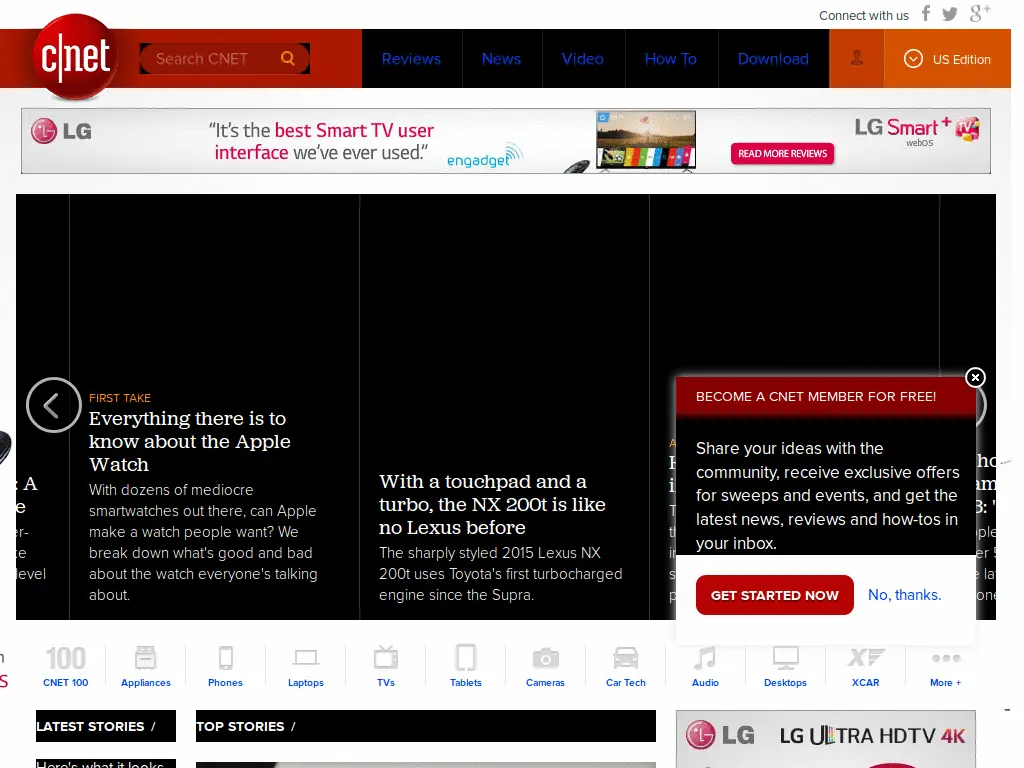 Connect with us
c|net
Search CNET
Reviews
News
Video
How To
Download
US Edition
LG
“It’s the best Smart TV user
interface we’ve ever used.”
engadget
READ MORE REVIEWS
LG Smart+ TV
webOS
: A
e
er-
te
level
FIRST TAKE
Everything there is to
know about the Apple
Watch
With dozens of mediocre
smartwatches out there, can Apple
make a watch people want? We
break down what's good and bad
about the watch everyone's talking
about.
With a touchpad and a
turbo, the NX 200t is like
no Lexus before
The sharply styled 2015 Lexus NX
200t uses Toyota's first turbocharged
engine since the Supra.
BECOME A CNET MEMBER FOR FREE!
Share your ideas with the
community, receive exclusive offers
for sweeps and events, and get the
latest news, reviews and how-tos in
your inbox.
GET STARTED NOW
No, thanks.
100
CNET 100
Appliances
Phones
Laptops
TVs
Tablets
Cameras
Car Tech
Audio
Desktops
XCAR
More +
LATEST STORIES /
TOP STORIES /
Here's what it looks
LG ULTRA HDTV 4K